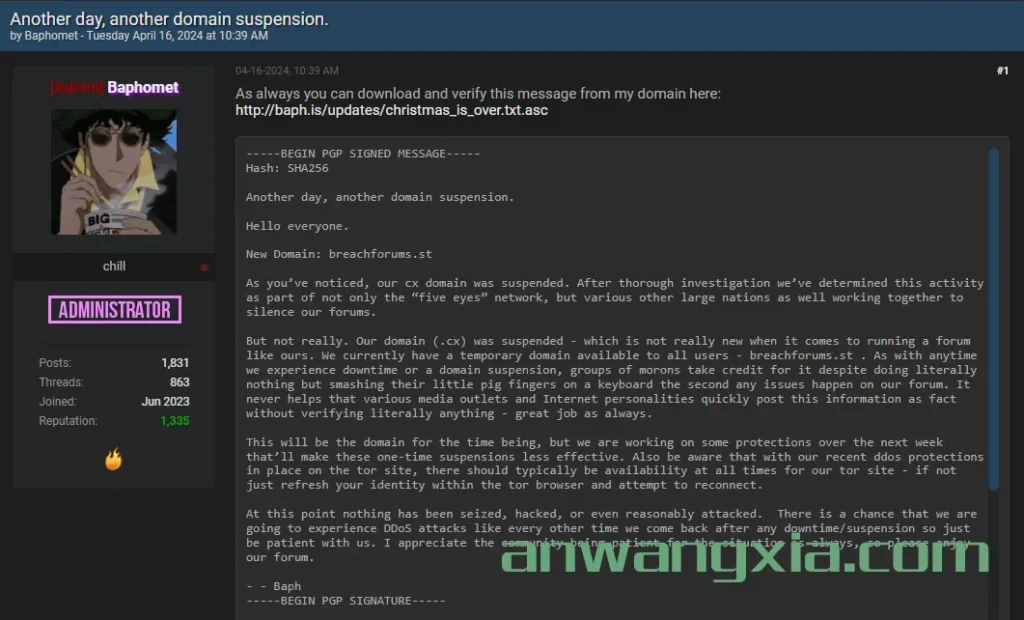 Another day, another domain suspension.
by Baphomet - Tuesday April 16, 2024 at 10:39 AM
04-16-2024, 10:39 AM
#1
[Admin] Baphomet
As always you can download and verify this message from my domain here:
http://baph.is/updates/christmas_is_over.txt.asc
BIG
chill
ADMINISTRATOR
Posts: 1,831
Threads: 863
Joined: Jun 2023
Reputation: 1,335
-----BEGIN PGP SIGNED MESSAGE-----
Hash: SHA256
Another day, another domain suspension.
Hello everyone.
New Domain: breachforums.st
As you’ve noticed, our cx domain was suspended. After thorough investigation we’ve determined this activity
as part of not only the “five eyes” network, but various other large nations as well working together to
silence our forums.
But not really. Our domain (.cx) was suspended - which is not really new when it comes to running a forum
like ours. We currently have a temporary domain available to all users - breachforums.st . As with anytime
we experience downtime or a domain suspension, groups of morons take credit for it despite doing literally
nothing but smashing their little pig fingers on a keyboard the second any issues happen on our forum. It
never helps that various media outlets and Internet personalities quickly post this information as fact
without verifying literally anything - great job as always.
This will be the domain for the time being, but we are working on some protections over the next week
that’ll make these one-time suspensions less effective. Also be aware that with our recent ddos protections
in place on the tor site, there should typically be availability at all times for our tor site - if not
just refresh your identity within the tor browser and attempt to reconnect.
At this point nothing has been seized, hacked, or even reasonably attacked.  There is a chance that we are
going to experience DDoS attacks like every other time we come back after any downtime/suspension so just
be patient with us. I appreciate the community being patient for the situation as always, so please enjoy
our forum.
- - Baph
-----BEGIN PGP SIGNATURE-----
anwangxia.com